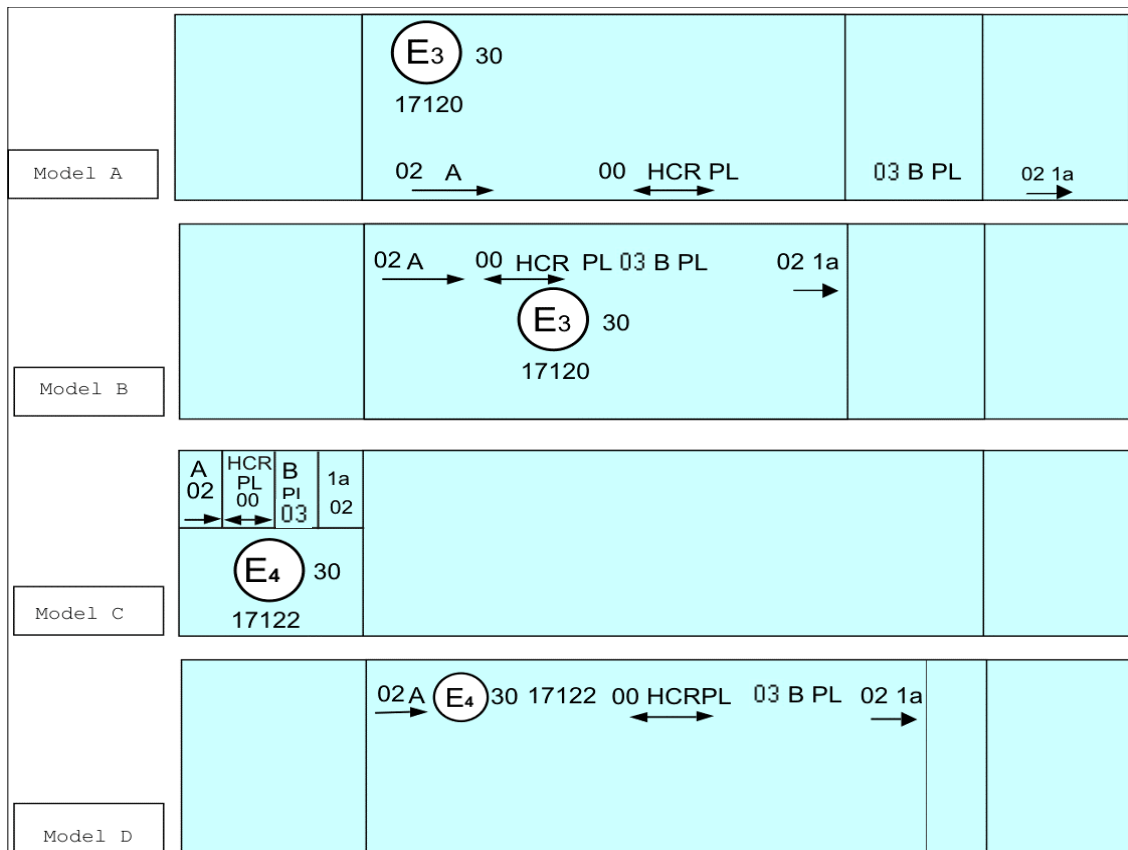 E3 30
17120
Model A
02 A 00 HCR PL 03 B PL 02 1a
02 A 00 HCR PL 03 B PL 02 1a
E3 30
17120
Model B
A HCR B 1a
02 PL PI 02
00 03
E4 30
17122
Model C
02 A E4 30 17122 00 HCRPL 03 B PL 02 1a
Model D